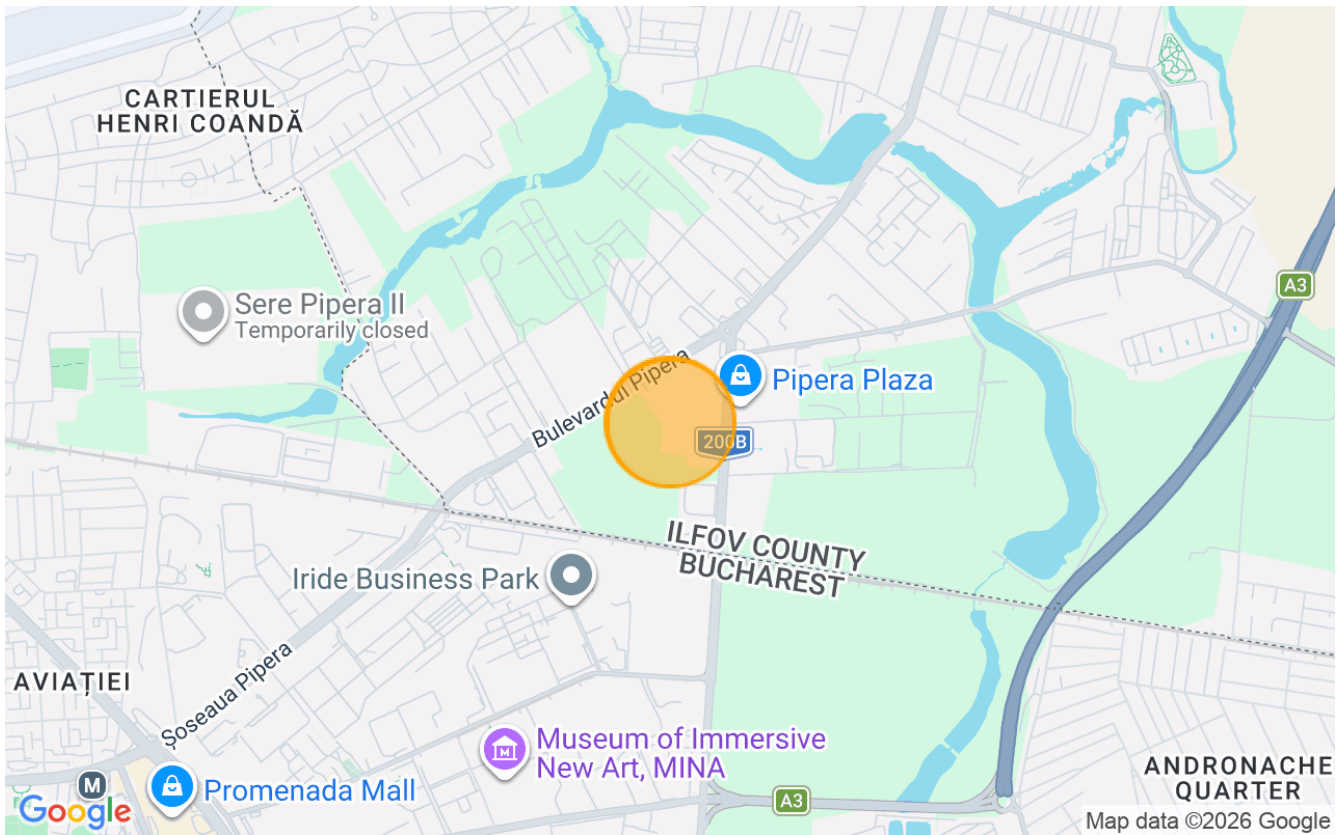 CARTIERUL
HENRI COANDĂ
A3
Sere Pipera II
Temporarily closed
Bulevardul Pipera
Pipera Plaza
200B
ILFOV COUNTY
BUCHAREST
Iride Business Park
AVIAȚIEI
Șoseaua Pipera
Museum of Immersive
New Art, MINA
M
Promenada Mall
A3
ANDRONACHE
QUARTER
Google
Map data ©2026 Google